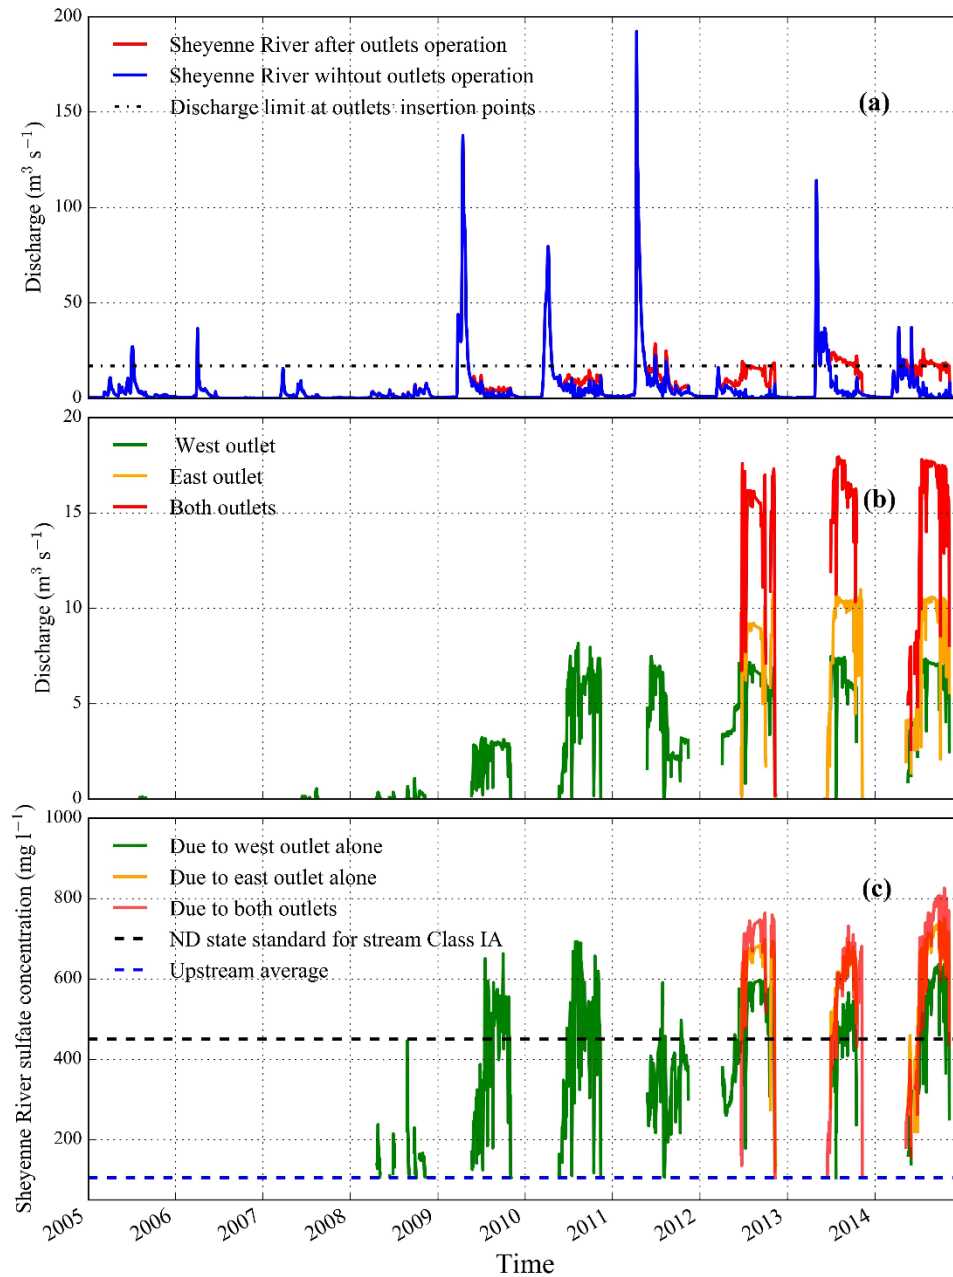 200
Sheyenne River after outlets operation
Sheyenne River wihtout outlets operation
Discharge limit at outlets' insertion points
(a)
150
100
50
0
Discharge (m³ s⁻¹)
20
West outlet
East outlet
Both outlets
(b)
15
10
5
0
Discharge (m³ s⁻¹)
1000
Due to west outlet alone
Due to east outlet alone
Due to both outlets
ND state standard for stream Class IA
Upstream average
(c)
800
600
400
200
Sheyenne River sulfate concentration (mg l⁻¹)
2005 2006 2007 2008 2009 2010 2011 2012 2013 2014
Time